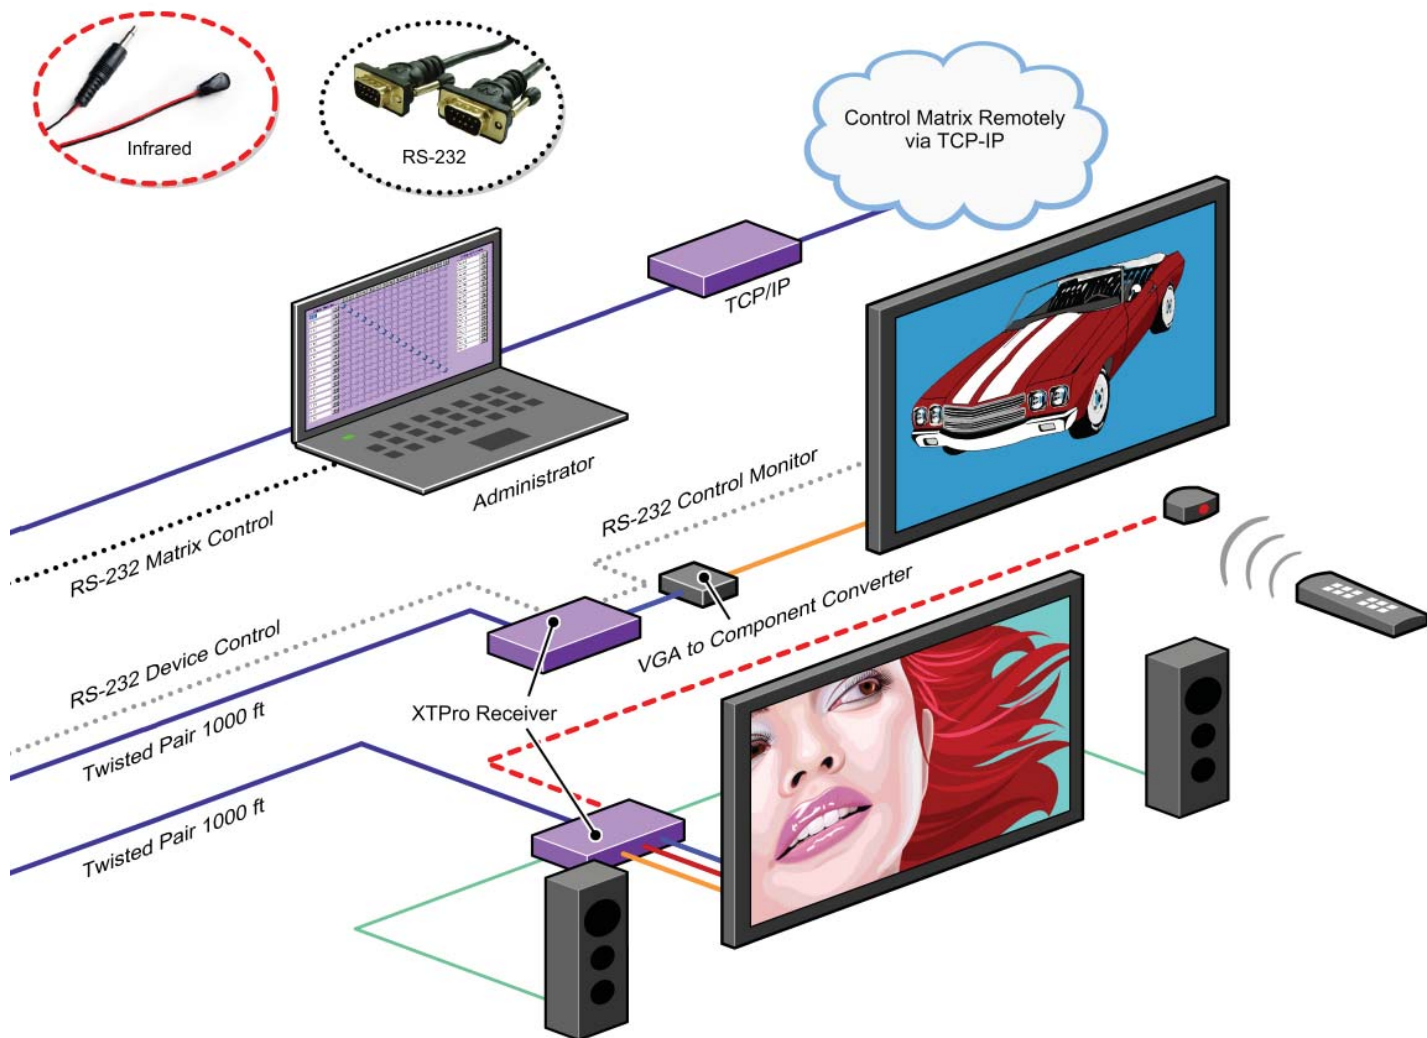 Infrared
RS-232
Control Matrix Remotely
via TCP-IP
TCP/IP
Administrator
RS-232 Matrix Control
RS-232 Control Monitor
VGA to Component Converter
RS-232 Device Control
Twisted Pair 1000 ft
XTPro Receiver
Twisted Pair 1000 ft